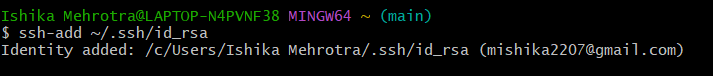 Ishika Mehrotra@LAPTOP-N4PVNF38 MINGW64 ~ (main)
$ ssh-add ~/.ssh/id_rsa
Identity added: /c/Users/Ishika Mehrotra/.ssh/id_rsa (mishika2207@gmail.com)